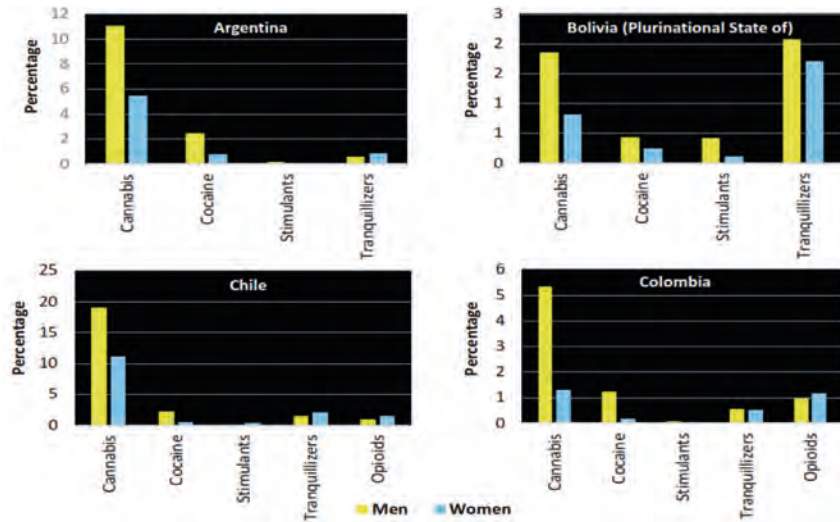 Argentina
Percentage
12
10
8
6
4
2
0
Cannabis
Cocaine
Stimulants
Tranquillizers
Bolivia (Plurinational State of)
Percentage
3
2
2
1
1
0
Cannabis
Cocaine
Stimulants
Tranquillizers
Chile
Percentage
25
20
15
10
5
0
Cannabis
Cocaine
Stimulants
Tranquillizers
Opioids
Colombia
Percentage
6
5
4
3
2
1
0
Cannabis
Cocaine
Stimulants
Tranquillizers
Opioids
Men Women